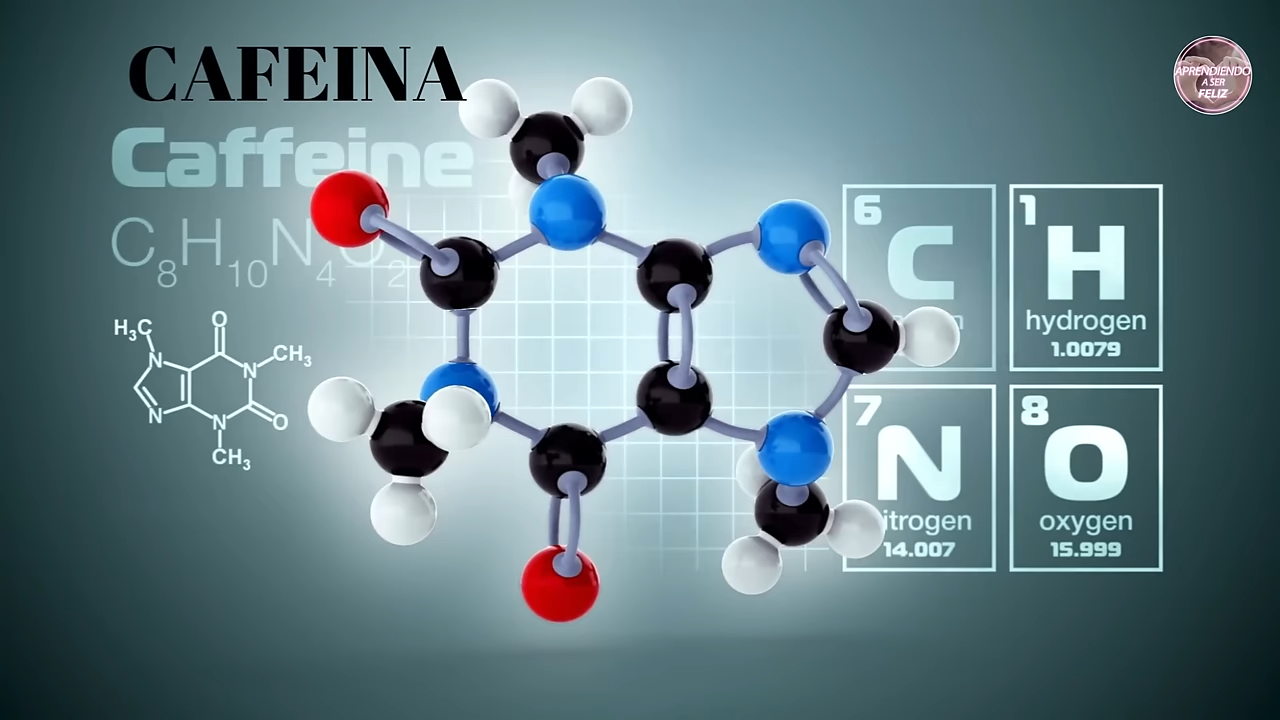 CAFEINA
Caffeine
C8H10N4O2
H3C
O
CH3
N
N
N
N
O
CH3
6
C
1
H
hydrogen
1.0079
7
N
itrogen
14.007
8
O
oxygen
15.999
APRENDIENDO
A SER
FELIZ